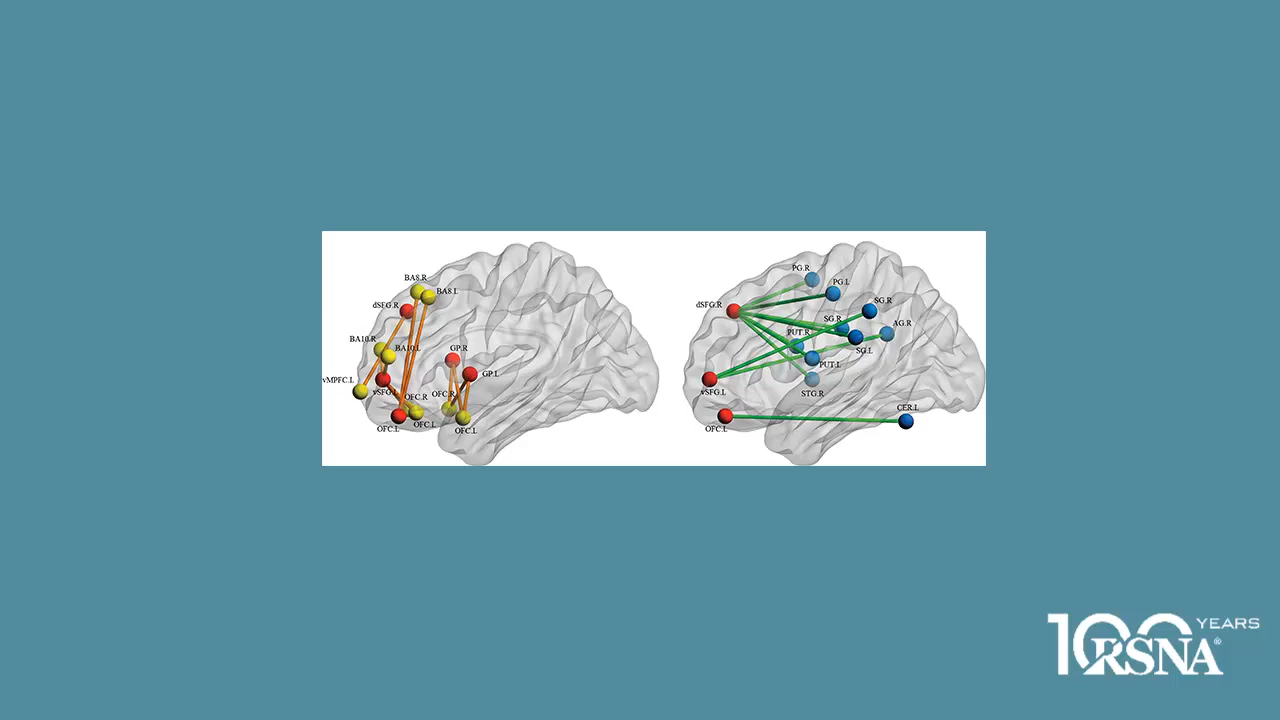 BA8.R
BA8.L
dSFG.R
BA10.R
BA10.L
GP.R
GP.L
vMPFC.L
vSFG.L
OFC.R
OFC.R
OFC.L
OFC.L
OFC.L
PG.R
PG.L
dSFG.R
SG.R
SG.R
AG.R
PUT.R
SG.L
PUT.L
vSFG.L
STG.R
CER.L
OFC.L
100 YEARS
RSNA®